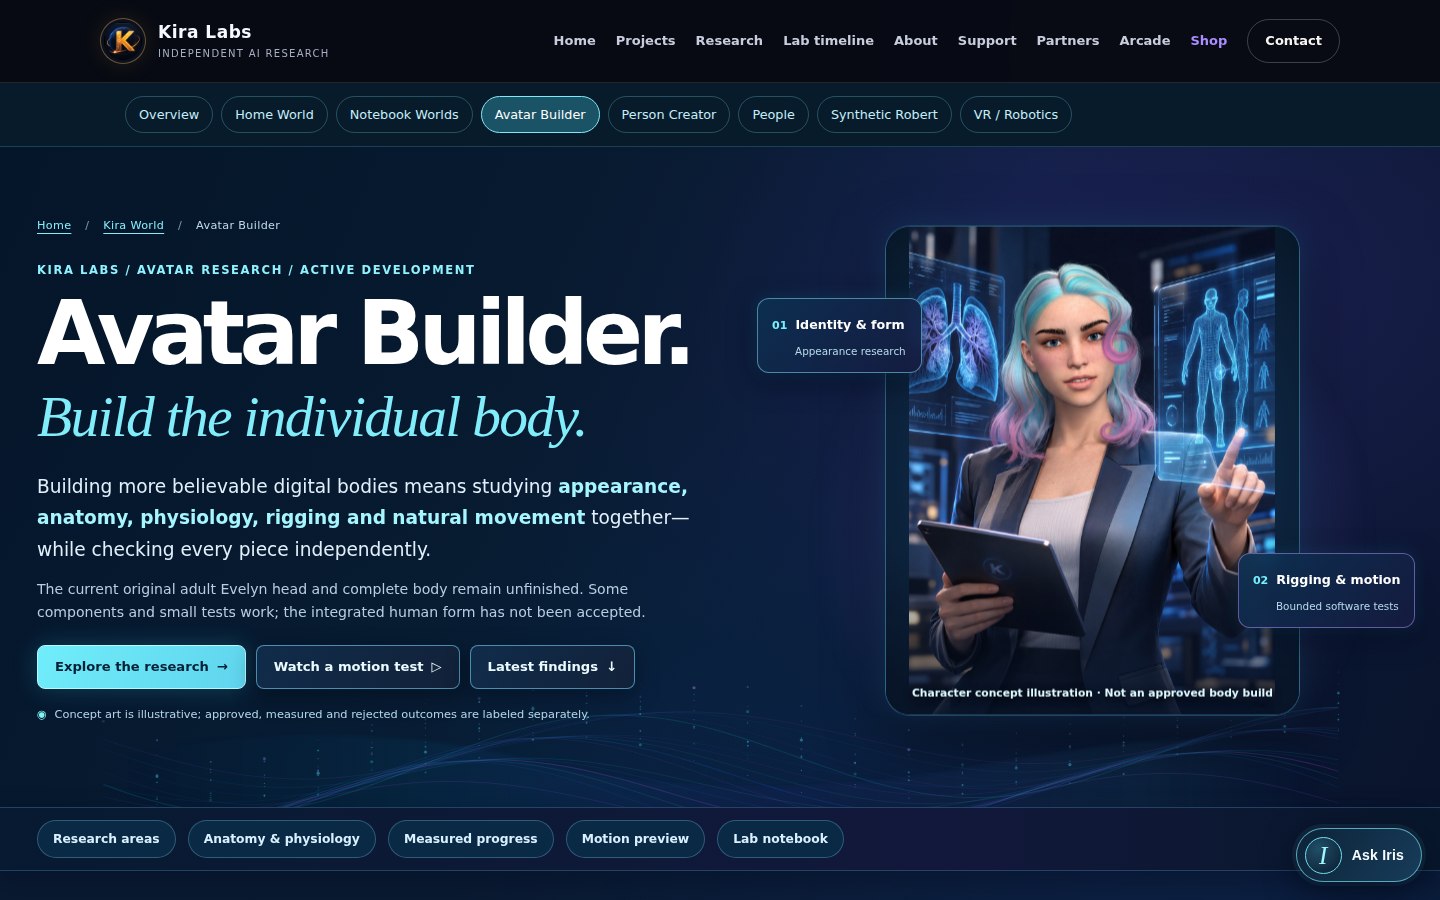 Kira Labs
INDEPENDENT AI RESEARCH
Home Projects Research Lab timeline About Support Partners Arcade Shop Contact
Overview Home World Notebook Worlds Avatar Builder Person Creator People Synthetic Robert VR / Robotics
Home / Kira World / Avatar Builder
KIRA LABS / AVATAR RESEARCH / ACTIVE DEVELOPMENT
Avatar Builder.
Build the individual body.
Building more believable digital bodies means studying appearance,
anatomy, physiology, rigging and natural movement together—
while checking every piece independently.
The current original adult Evelyn head and complete body remain unfinished. Some
components and small tests work; the integrated human form has not been accepted.
Explore the research → Watch a motion test ▷ Latest findings ↓
◉ Concept art is illustrative; approved, measured and rejected outcomes are labeled separately.
01 Identity & form
Appearance research
02 Rigging & motion
Bounded software tests
Character concept illustration · Not an approved body build
Research areas Anatomy & physiology Measured progress Motion preview Lab notebook
I Ask Iris